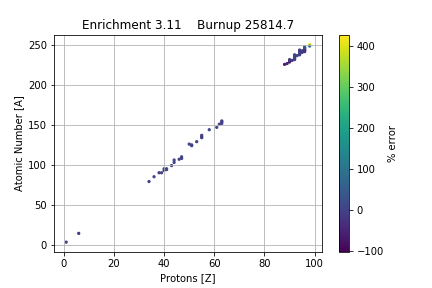 Enrichment 3.11    Burnup 25814.7
250
200
150
100
50
0
Atomic Number [A]
0 20 40 60 80 100
Protons [Z]
400
300
200
100
0
−100
% error